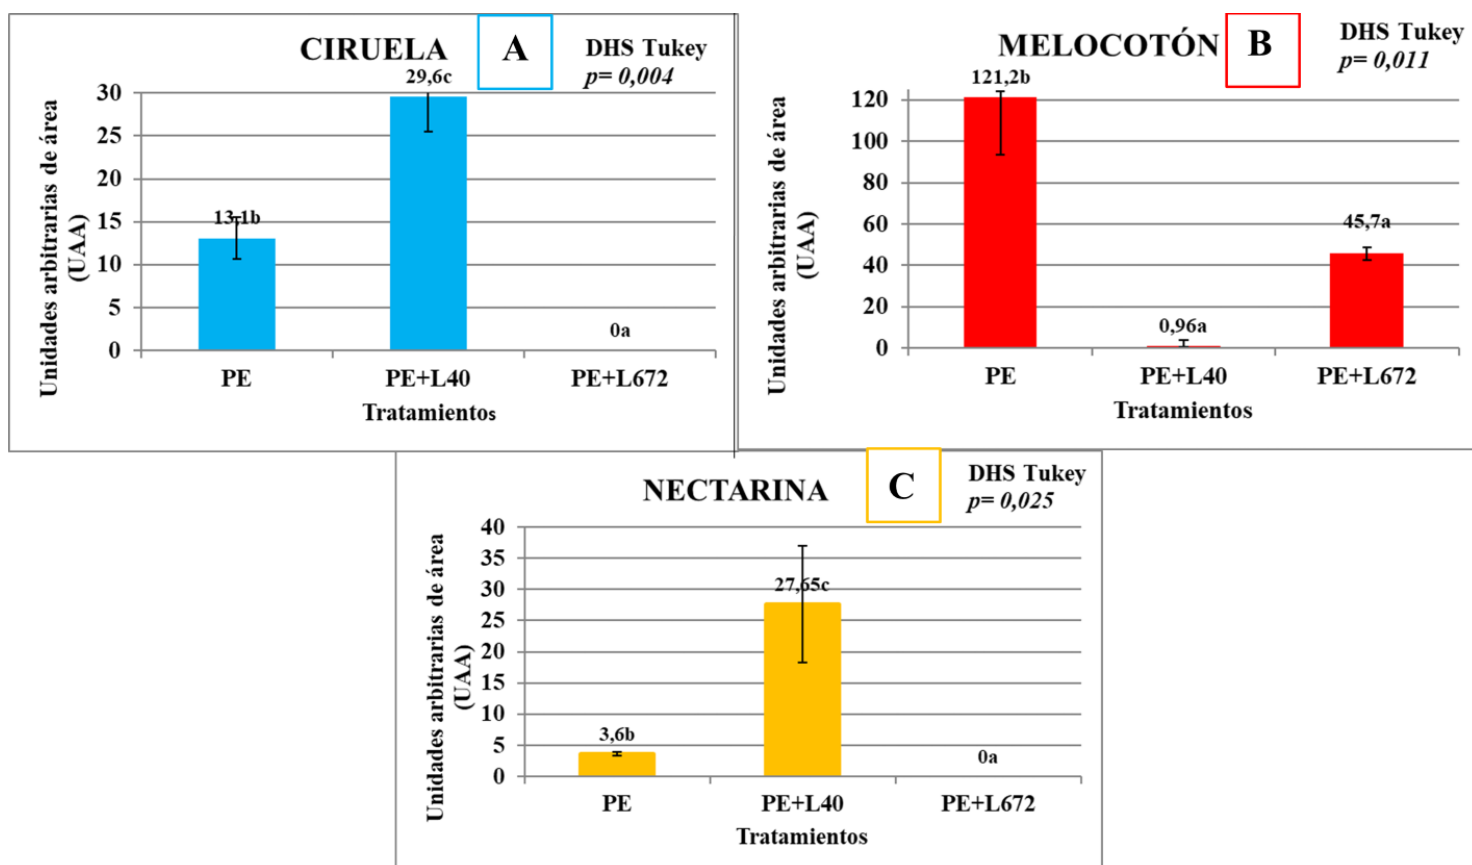 CIRUELA
A
DHS Tukey
p= 0,004
Unidades arbitrarias de área
(UAA)
30
25
20
15
10
5
0
13,1b
29,6c
0a
PE
PE+L40
PE+L672
Tratamientos
MELOCOTÓN
B
DHS Tukey
p= 0,011
Unidades arbitrarias de área
(UAA)
120
100
80
60
40
20
0
121,2b
0,96a
45,7a
PE
PE+L40
PE+L672
Tratamientos
NECTARINA
C
DHS Tukey
p= 0,025
Unidades arbitrarias de área
(UAA)
40
35
30
25
20
15
10
5
0
3,6b
27,65c
0a
PE
PE+L40
PE+L672
Tratamientos